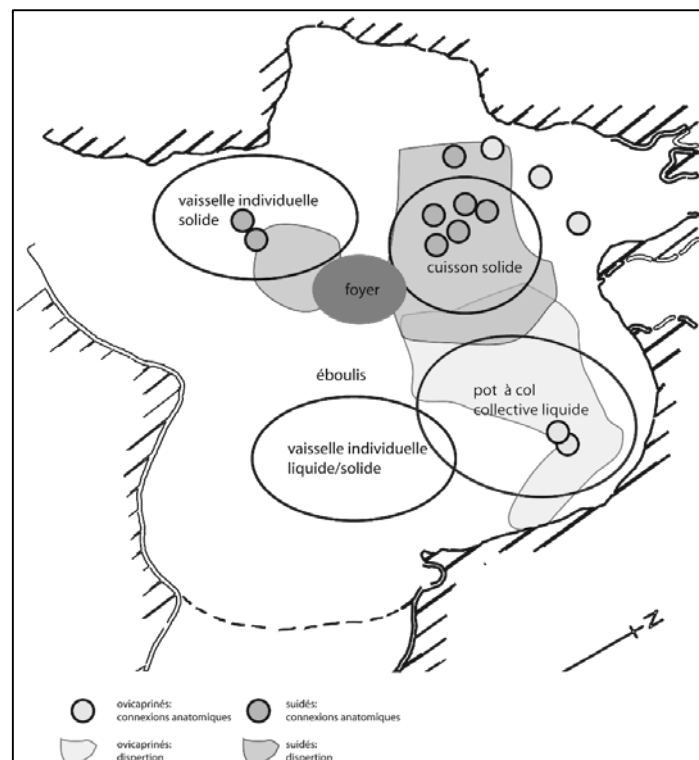 vaisselle individuelle
solide
cuisson solide
foyer
éboulis
pot à col
collective liquide
vaisselle individuelle
liquide/solide
N
ovicaprinés:
connexions anatomiques
suidés:
connexions anatomiques
ovicaprinés:
dispertion
suidés:
dispertion